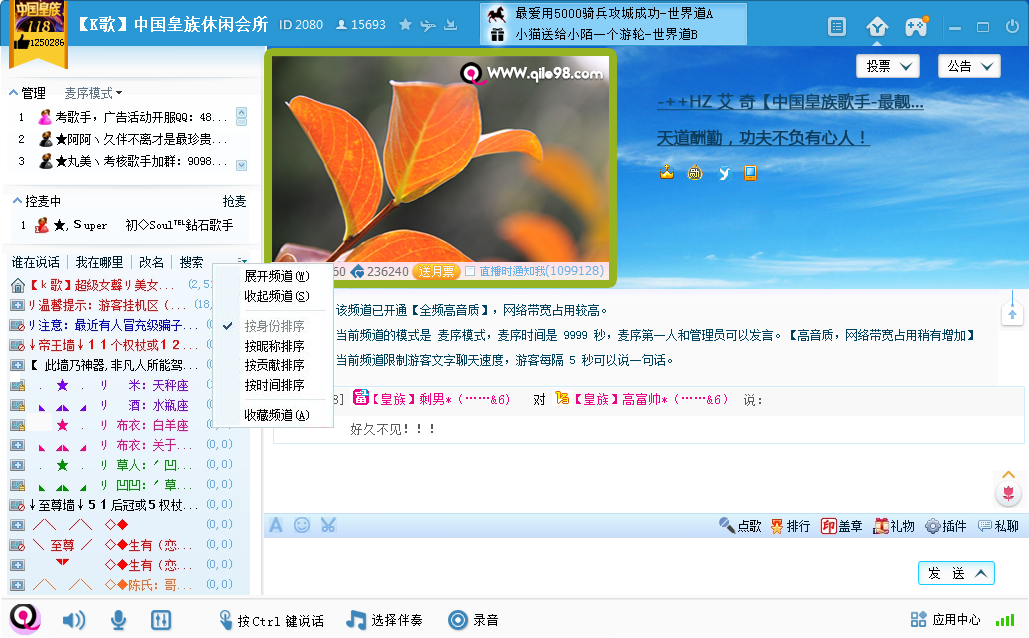 中国皇族
118
1250286
【K歌】中国皇族休闲会所 ID 2080 15693
最爱用5000骑兵攻城成功-世界道A
小猫送给小陌一个游轮-世界道B
管理 麦序模式
1 考歌手，广告活动开服QQ：48...
2 ★阿阿ヽ久伴不离才是最珍贵...
3 ★丸美ヽ考核歌手加群：9098...
控麦中 抢麦
1 ★, Super 初◇Soul℡鉆石歌手
谁在说话 我在哪里 改名 搜索
【k歌】超級女聲リ美女...
リ温馨提示：游客挂机区（... (18,
リ注意：最近有人冒充级骗子...
↓帝王墙↓１１个权杖或１２...
【 此墙乃神器,非凡人所能驾...
. ★ . リ 米：天秤座
リ 酒：水瓶座
. ★ . リ 布衣：白羊座
リ 布衣：关于... (0,0)
. ★ . リ 草人：ˊ凹... (0,0)
リ 凹凹：ˊ草... (0,0)
↓至尊墙↓５１后冠或５权杖... (0,0)
◇◆ (0,0)
＼ 至尊 ／ ◇◆生有（恋... (0,0)
◇◆生有（恋... (0,0)
◇◆陈氏：哥... (0,0)
展开频道(W)
收起频道(S)
按身份排序
按昵称排序
按贡献排序
按时间排序
收藏频道(A)
WWW.qile98.com
60 236240 送月票 直播时通知我(1099128)
投票 公告
-++HZ 艾 奇【中国皇族歌手-最靓...
天道酬勤，功夫不负有心人！
该频道已开通【全频高音质】，网络带宽占用较高。
当前频道的模式是 麦序模式，麦序时间是 9999 秒，麦序第一人和管理员可以发言。【高音质，网络带宽占用稍有增加】
当前频道限制游客文字聊天速度，游客每隔 5 秒可以说一句话。
8] 【皇族】剩男*（……&6） 对 【皇族】高富帅*（……&6） 说：
好久不见！！！
点歌 排行 盖章 礼物 插件 私聊
发 送
按Ctrl 键说话 选择伴奏 录音 应用中心